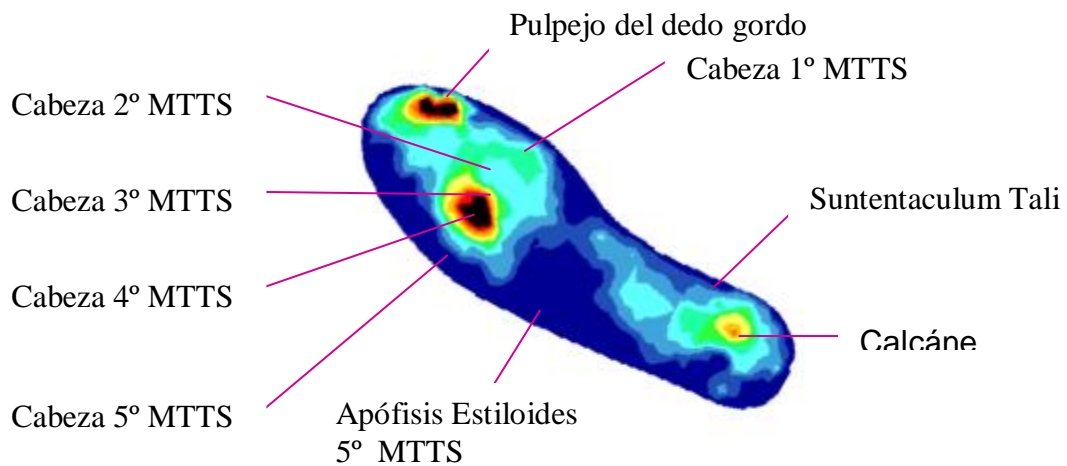 Pulpejo del dedo gordo
Cabeza 1º MTTS
Cabeza 2º MTTS
Cabeza 3º MTTS
Suntentaculum Tali
Cabeza 4º MTTS
Calcáne
Cabeza 5º MTTS
Apófisis Estiloides
5º MTTS